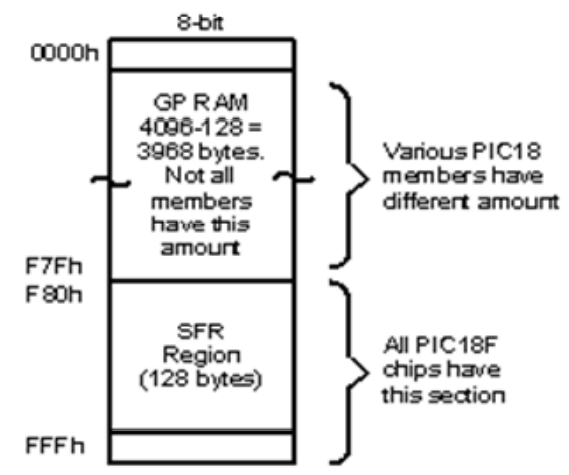 8-bit
0000h
GP RAM
4096-128 =
3968 bytes.
Not all
members
have this
amount
Various PIC18
members have
different amount
F7Fh
F80h
SFR
Region
(128 bytes)
All PIC18F
chips have
this section
FFFh